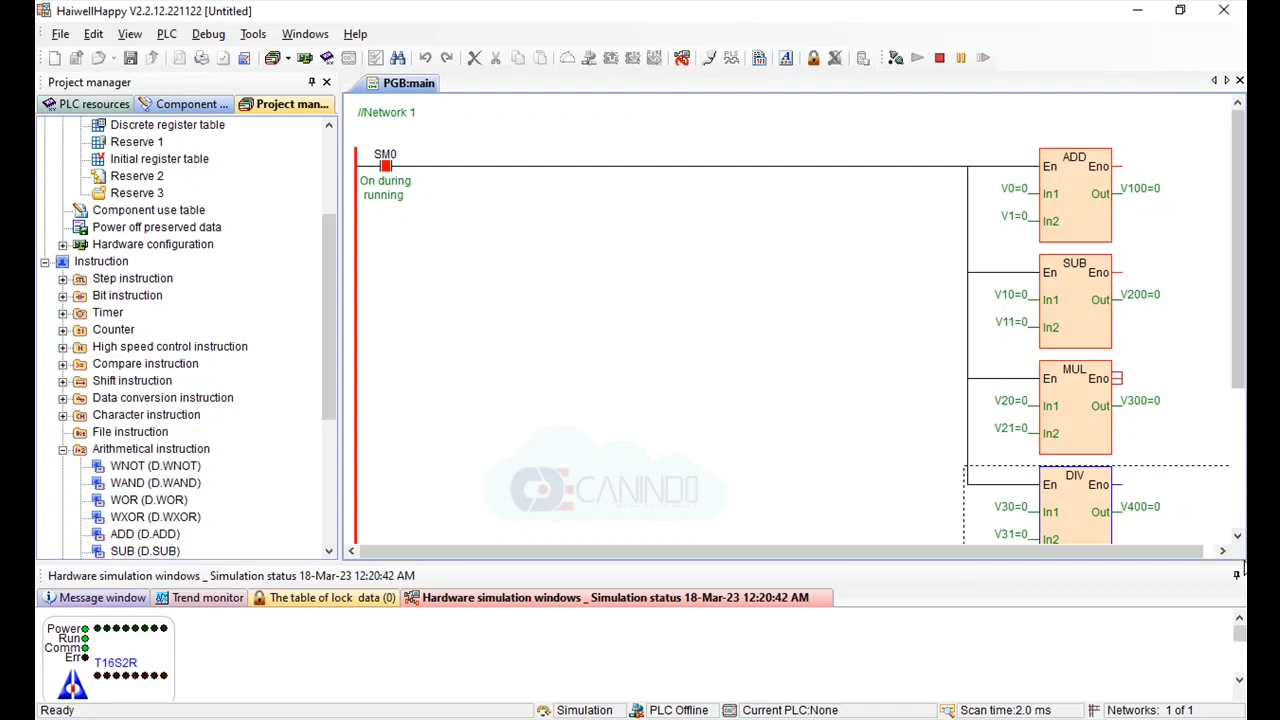 HaiwellHappy V2.2.12.221122 [Untitled]
File Edit View PLC Debug Tools Windows Help
Project manager
PGB:main
PLC resources Component ... Project man...
Discrete register table
Reserve 1
Initial register table
Reserve 2
Reserve 3
Component use table
Power off preserved data
Hardware configuration
Instruction
Step instruction
Bit instruction
Timer
Counter
High speed control instruction
Compare instruction
Shift instruction
Data conversion instruction
Character instruction
File instruction
Arithmetical instruction
WNOT (D.WNOT)
WAND (D.WAND)
WOR (D.WOR)
WXOR (D.WXOR)
ADD (D.ADD)
SUB (D.SUB)
//Network 1
SM0
On during
running
ADD
En Eno
V0=0 In1 Out V100=0
V1=0 In2
SUB
En Eno
V10=0 In1 Out V200=0
V11=0 In2
MUL
En Eno
V20=0 In1 Out V300=0
V21=0 In2
DIV
En Eno
V30=0 In1 Out V400=0
V31=0 In2
CANINDO
Hardware simulation windows _ Simulation status 18-Mar-23 12:20:42 AM
Message window Trend monitor The table of lock data (0) Hardware simulation windows _ Simulation status 18-Mar-23 12:20:42 AM
Power
Run
Comm
Err
T16S2R
Ready Simulation PLC Offline Current PLC:None Scan time:2.0 ms Networks: 1 of 1